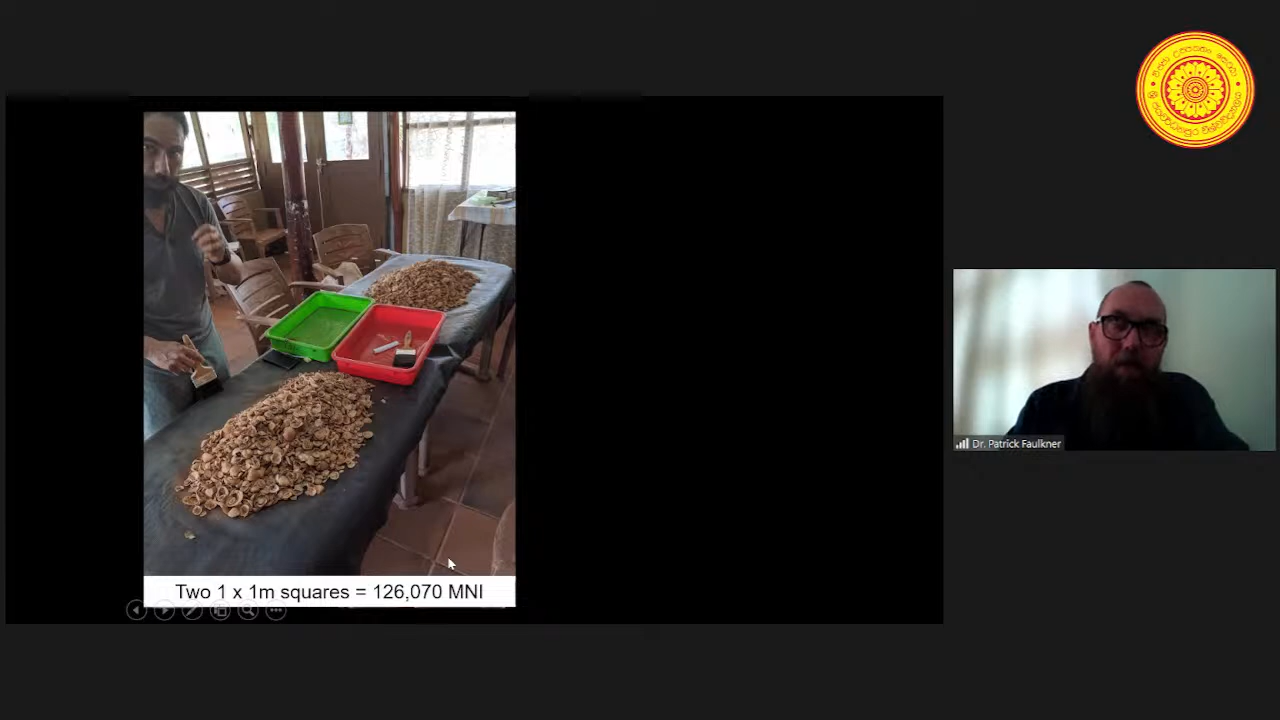 Two 1 x 1m squares = 126,070 MNI
Dr. Patrick Faulkner